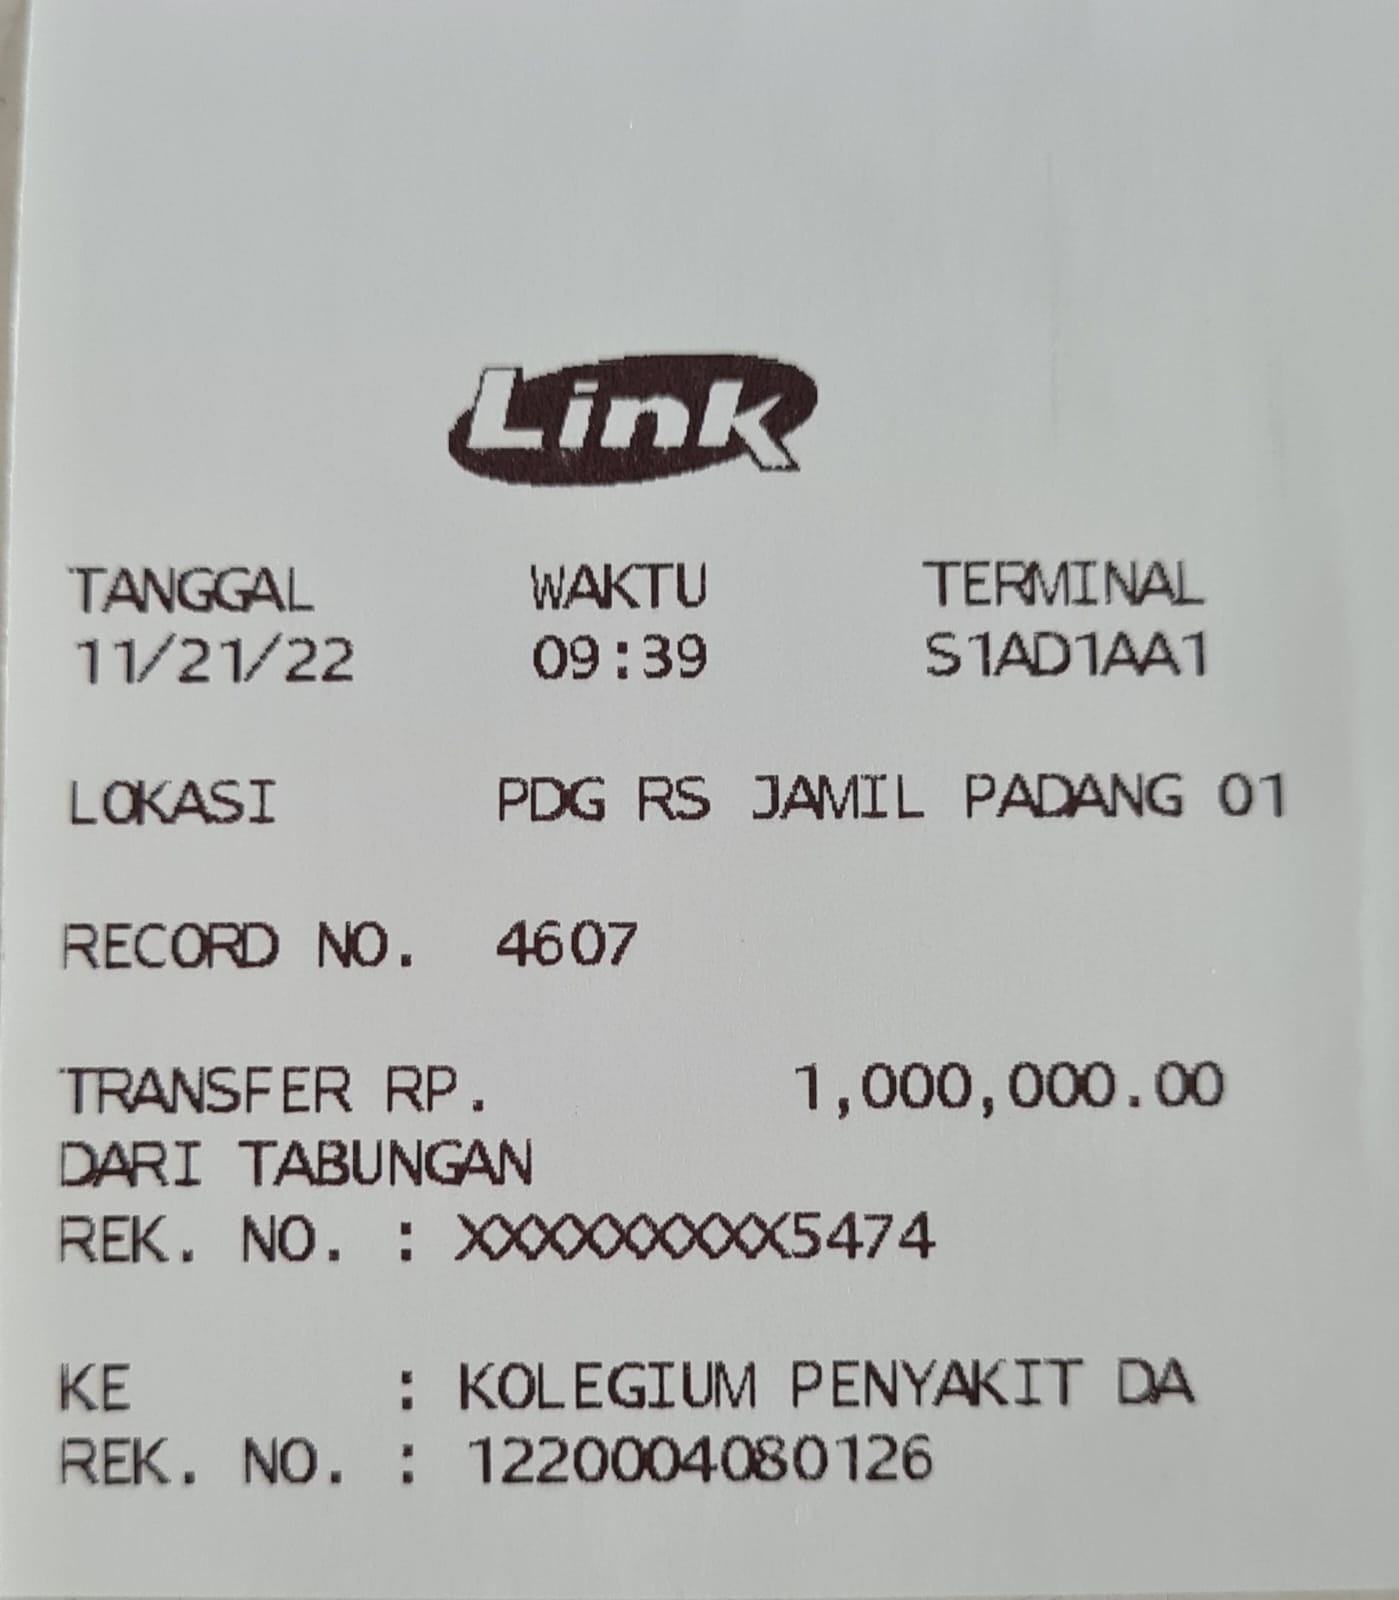 Link
TANGGAL WAKTU TERMINAL
11/21/22 09:39 S1AD1AA1
LOKASI PDG RS JAMIL PADANG 01
RECORD NO. 4607
TRANSFER RP. 1,000,000.00
DARI TABUNGAN
REK. NO. : XXXXXXXXX5474
KE : KOLEGIUM PENYAKIT DA
REK. NO. : 1220004080126